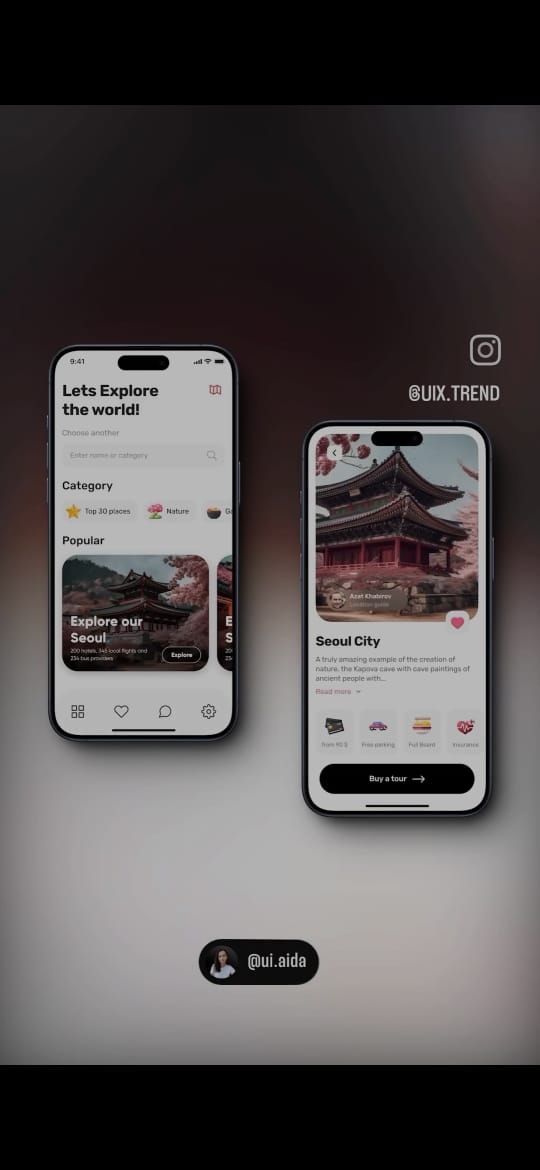 9:41
Lets Explore
the world!
Choose another
Enter name or category
Category
Top 30 places
Nature
Popular
Explore our
Seoul
200 hotels, 345 local flights and
234 bus providers
Explore
@UIX.TREND
Azat Khabirov
Location guide
Seoul City
A truly amazing example of the creation of
nature, the Kapova cave with cave paintings of
ancient people with...
Read more
from 90 $
Free parking
Full Board
Insurance
Buy a tour
@ui.aida